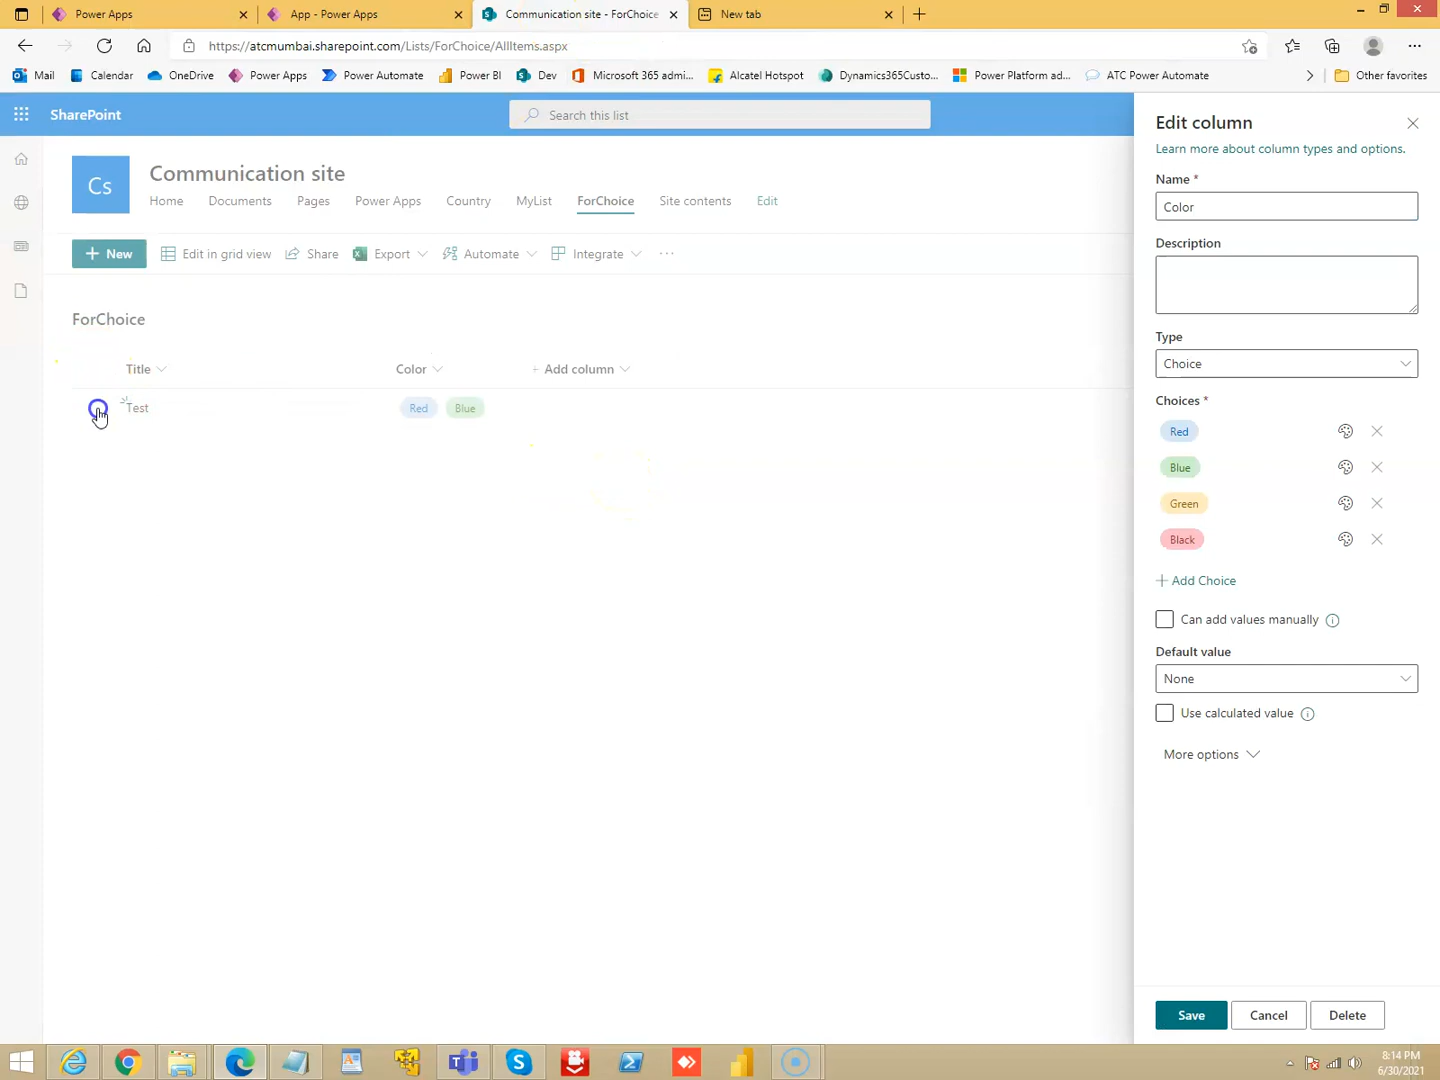 Power Apps
App - Power Apps
Communication site - ForChoice
New tab
https://atcmumbai.sharepoint.com/Lists/ForChoice/AllItems.aspx
Mail
Calendar
OneDrive
Power Apps
Power Automate
Power BI
Dev
Microsoft 365 admi...
Alcatel Hotspot
Dynamics365Custo...
Power Platform ad...
ATC Power Automate
Other favorites
SharePoint
Search this list
Cs
Communication site
Home
Documents
Pages
Power Apps
Country
MyList
ForChoice
Site contents
Edit
+ New
Edit in grid view
Share
Export
Automate
Integrate
...
ForChoice
Title
Color
+ Add column
Test
Red
Blue
Edit column
Learn more about column types and options.
Name *
Color
Description
Type
Choice
Choices *
Red
Blue
Green
Black
+ Add Choice
Can add values manually
Default value
None
Use calculated value
More options
Save
Cancel
Delete
8:14 PM
6/30/2021